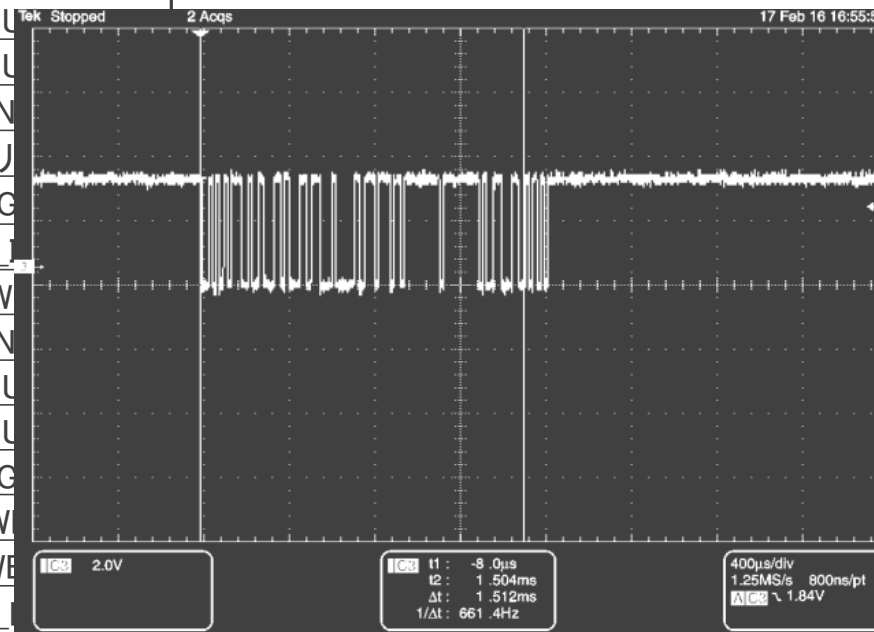 Tek Stopped 2 Acqs 17 Feb 16 16:55:5
U
U
N
U
G
3
W
N
U
U
G
C3 2.0V
C3 t1 : -8 .0µs
t2 : 1 .504ms
Δt : 1 .512ms
1/Δt : 661 .4Hz
400µs/div
1.25MS/s 800ns/pt
A C3 1.84V